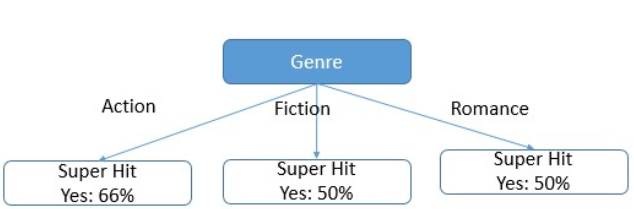 Genre
Action
Fiction
Romance
Super Hit
Yes: 66%
Super Hit
Yes: 50%
Super Hit
Yes: 50%